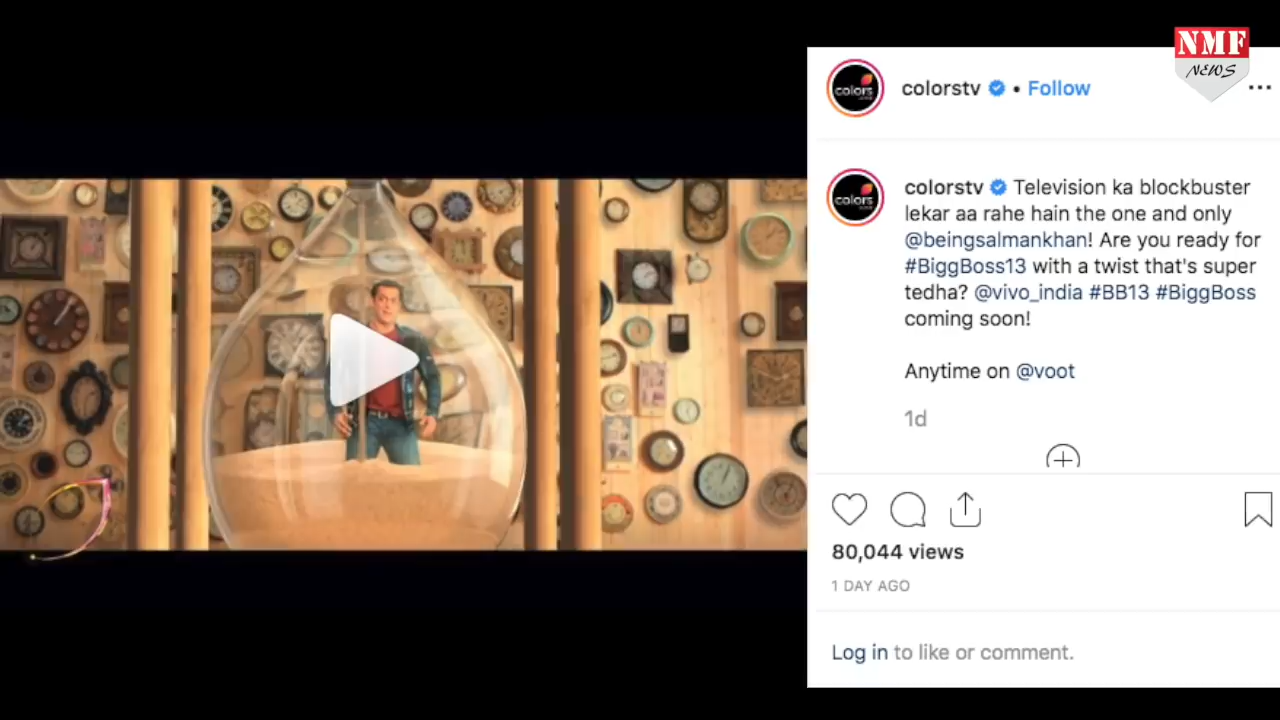 NMF
NEWS
colors
colorstv • Follow
colors
colorstv Television ka blockbuster
lekar aa rahe hain the one and only
@beingsalmankhan! Are you ready for
#BiggBoss13 with a twist that's super
tedha? @vivo_india #BB13 #BiggBoss
coming soon!
Anytime on @voot
1d
80,044 views
1 DAY AGO
Log in to like or comment.